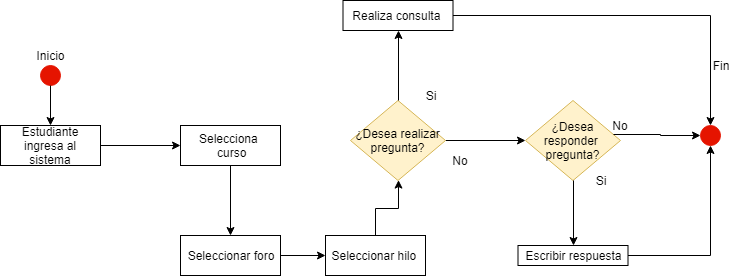 Inicio
Estudiante
ingresa al
sistema
Selecciona
curso
Seleccionar foro
Seleccionar hilo
¿Desea realizar
pregunta?
Si
Realiza consulta
No
¿Desea
responder
pregunta?
No
Si
Escribir respuesta
Fin